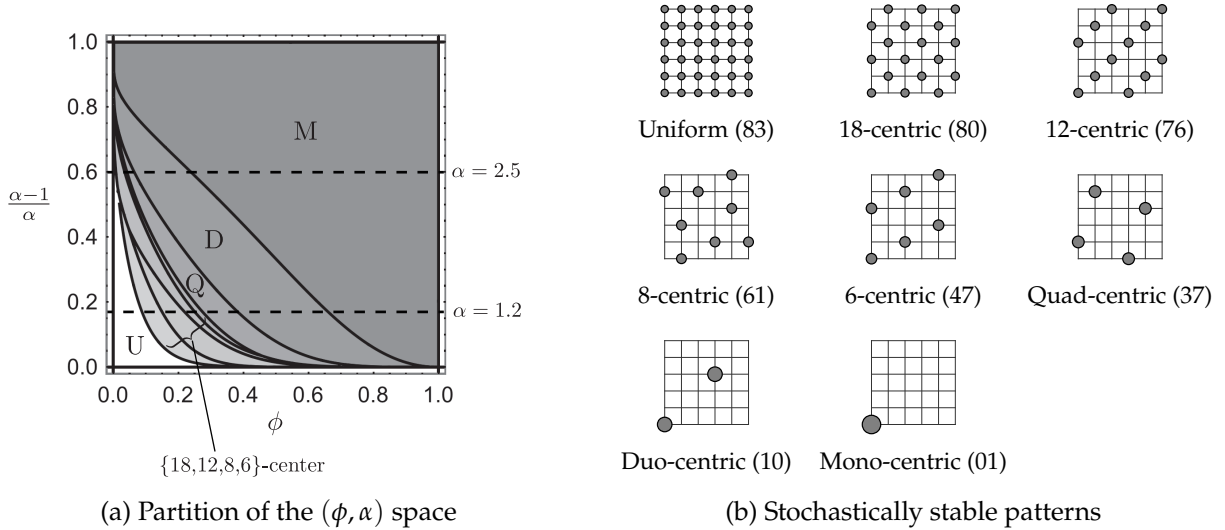 1.0
0.8
0.6
0.4
0.2
0.0
α−1
α
M
D
Q
U
α = 2.5
α = 1.2
0.0 0.2 0.4 0.6 0.8 1.0
ϕ
{18,12,8,6}-center
(a) Partition of the (ϕ, α) space
Uniform (83) 18-centric (80) 12-centric (76)
8-centric (61) 6-centric (47) Quad-centric (37)
Duo-centric (10) Mono-centric (01)
(b) Stochastically stable patterns